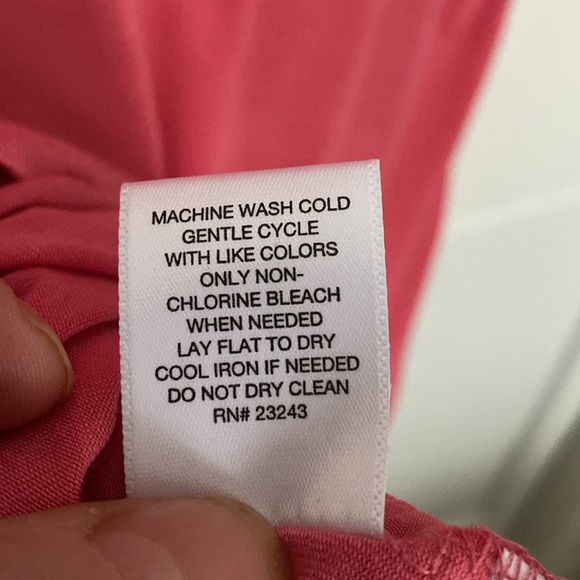 MACHINE WASH COLD
GENTLE CYCLE
WITH LIKE COLORS
ONLY NON-
CHLORINE BLEACH
WHEN NEEDED
LAY FLAT TO DRY
COOL IRON IF NEEDED
DO NOT DRY CLEAN
RN# 23243